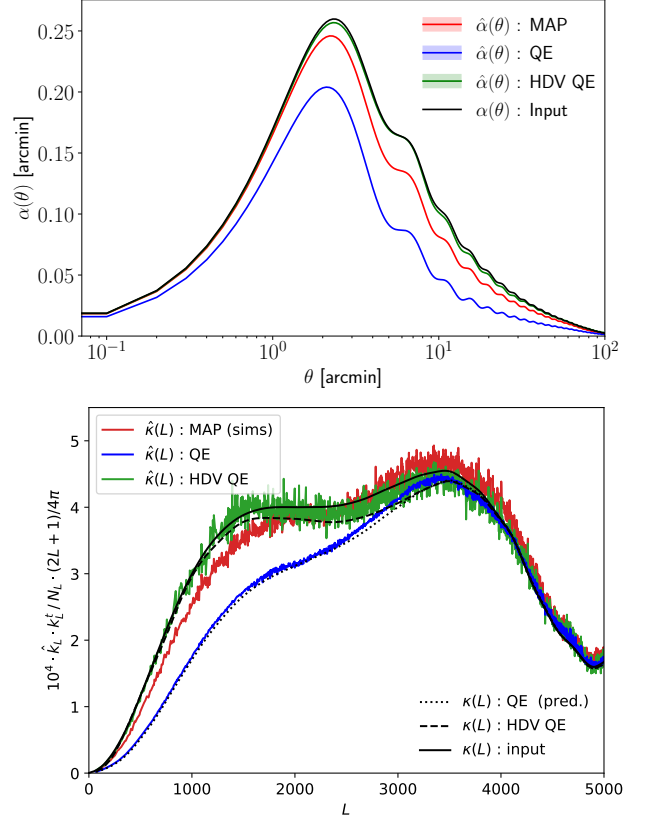 0.25
0.20
0.15
0.10
0.05
0.00
α(θ) [arcmin]
α̂(θ) : MAP
α̂(θ) : QE
α̂(θ) : HDV QE
α(θ) : Input
10⁻¹ 10⁰ 10¹ 10²
θ [arcmin]
5
4
3
2
1
0
10⁴ · k̂_L · k_L^t / N_L · (2L + 1)/4π
κ̂(L) : MAP (sims)
κ̂(L) : QE
κ̂(L) : HDV QE
κ(L) : QE (pred.)
κ(L) : HDV QE
κ(L) : input
0 1000 2000 3000 4000 5000
L